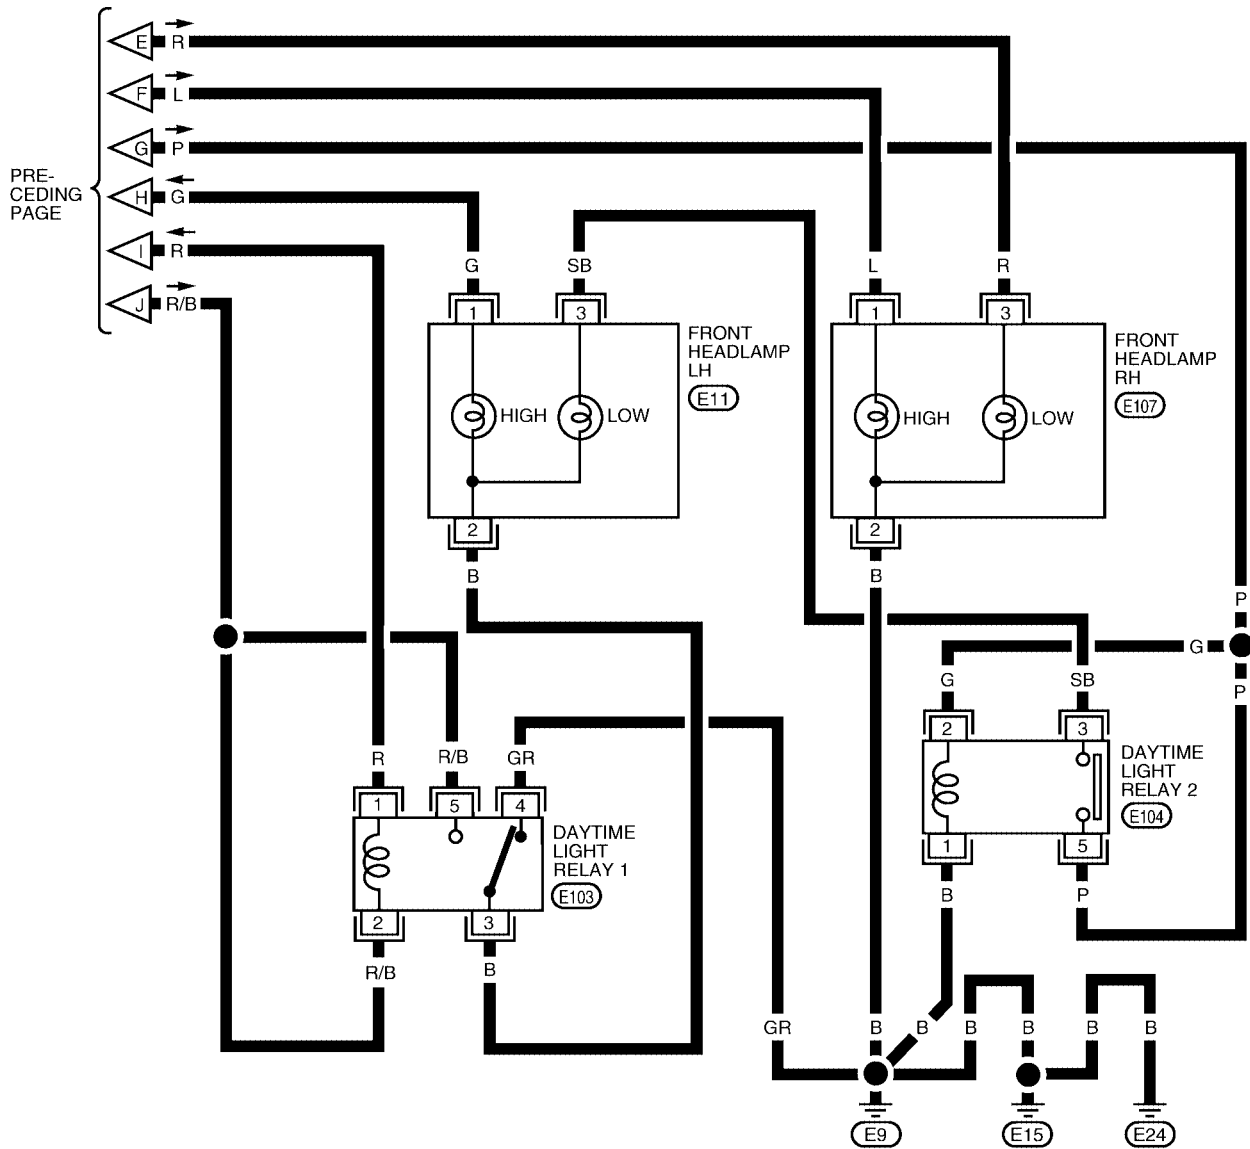 E R
F L
G P
PRE-
CEDING
PAGE
H G
I R
J R/B
G SB L R
1 3 1 3
FRONT
HEADLAMP
LH
E11
FRONT
HEADLAMP
RH
E107
HIGH LOW HIGH LOW
2 2
B B
P
G
G SB P
2 3
R R/B GR
DAYTIME
LIGHT
RELAY 2
E104
1 5 4
DAYTIME
LIGHT
RELAY 1
E103
1 5
B P
2 3
R/B B
GR B B B B B B
E9 E15 E24